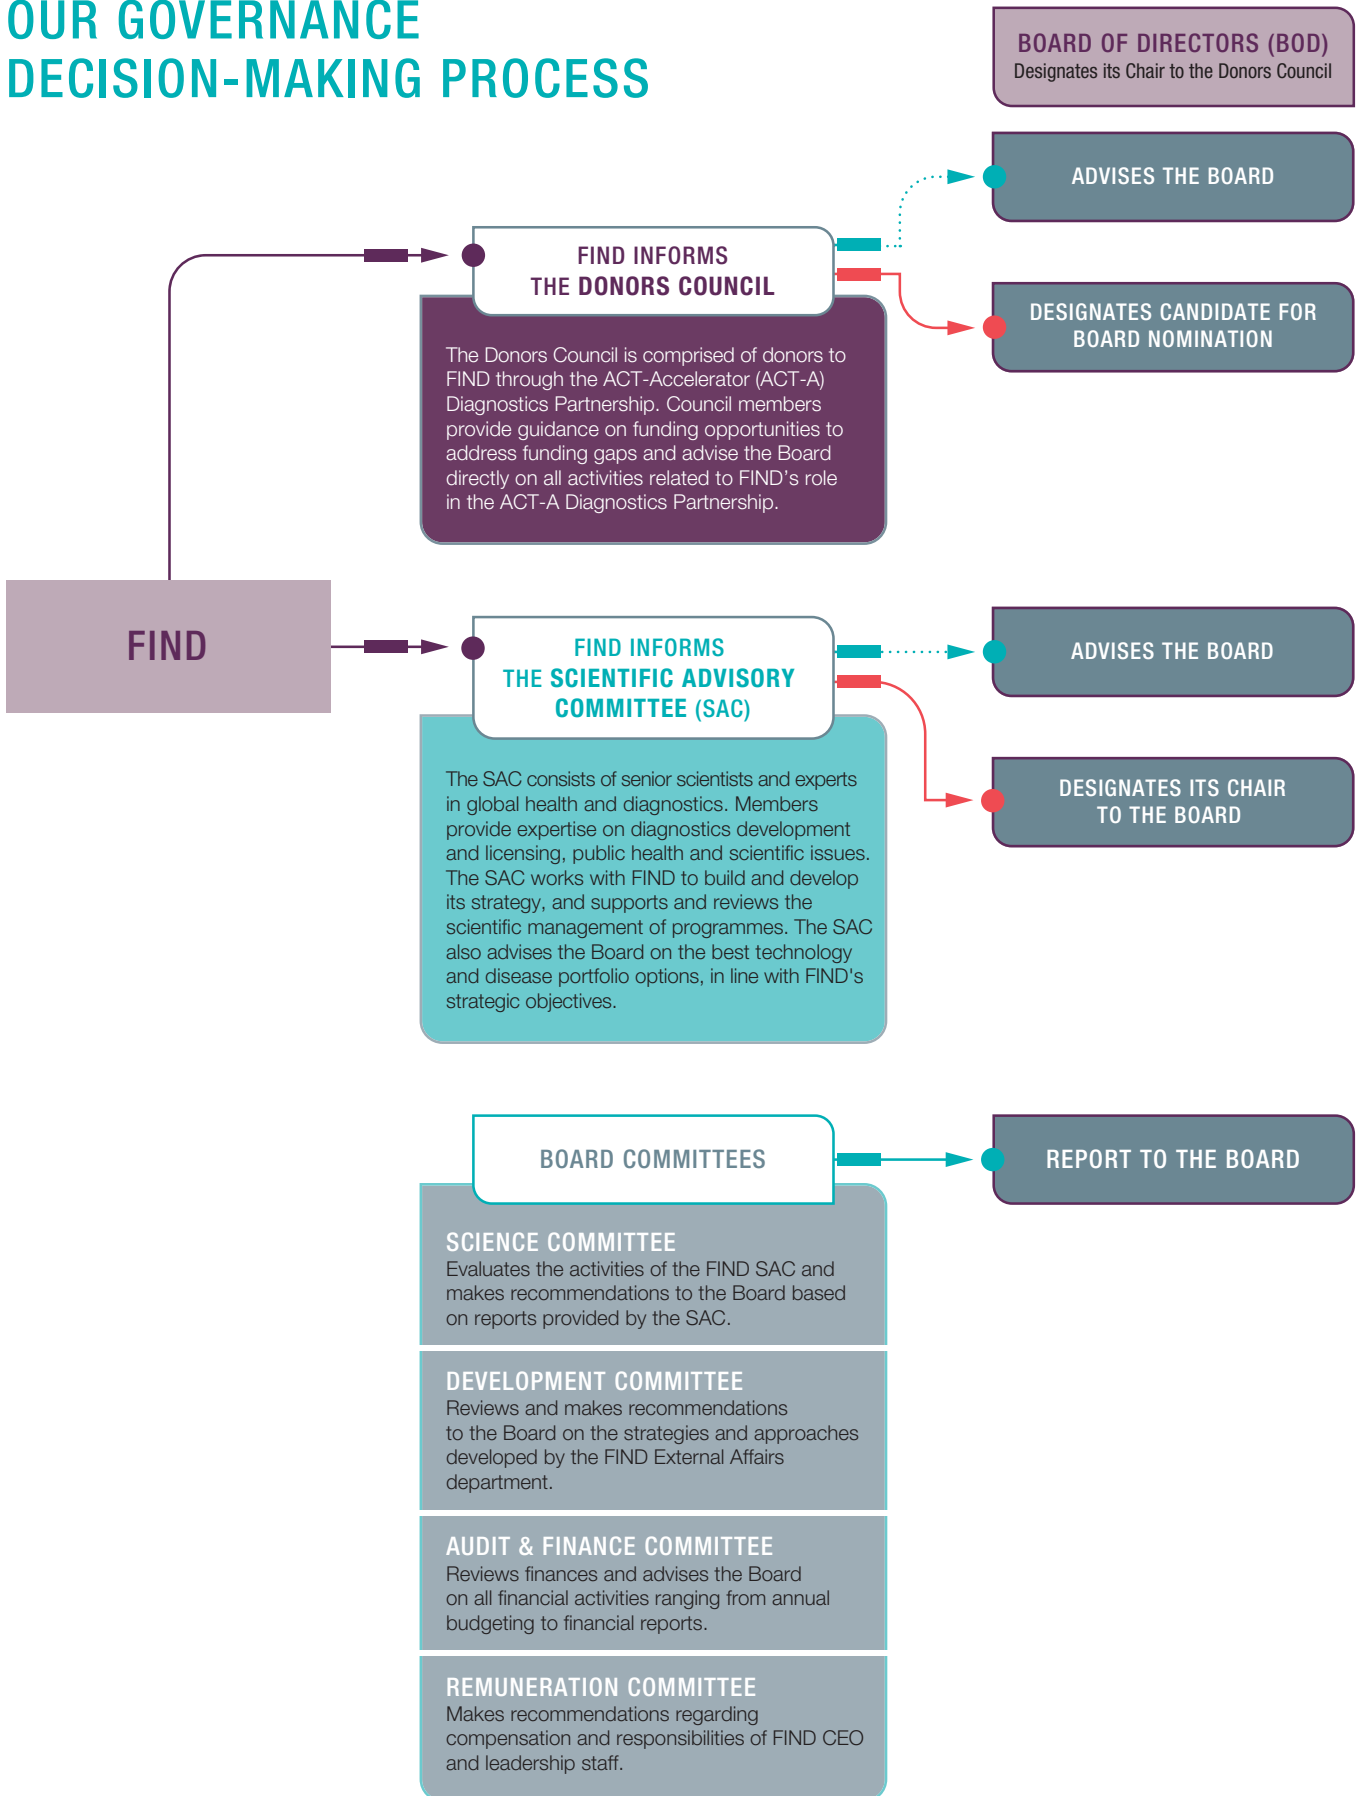 OUR GOVERNANCE
DECISION-MAKING PROCESS
BOARD OF DIRECTORS (BOD)
Designates its Chair to the Donors Council
ADVISES THE BOARD
FIND INFORMS
THE DONORS COUNCIL
DESIGNATES CANDIDATE FOR
BOARD NOMINATION
The Donors Council is comprised of donors to
FIND through the ACT-Accelerator (ACT-A)
Diagnostics Partnership. Council members
provide guidance on funding opportunities to
address funding gaps and advise the Board
directly on all activities related to FIND’s role
in the ACT-A Diagnostics Partnership.
FIND
FIND INFORMS
THE SCIENTIFIC ADVISORY
COMMITTEE (SAC)
ADVISES THE BOARD
DESIGNATES ITS CHAIR
TO THE BOARD
The SAC consists of senior scientists and experts
in global health and diagnostics. Members
provide expertise on diagnostics development
and licensing, public health and scientific issues.
The SAC works with FIND to build and develop
its strategy, and supports and reviews the
scientific management of programmes. The SAC
also advises the Board on the best technology
and disease portfolio options, in line with FIND's
strategic objectives.
BOARD COMMITTEES
REPORT TO THE BOARD
SCIENCE COMMITTEE
Evaluates the activities of the FIND SAC and
makes recommendations to the Board based
on reports provided by the SAC.
DEVELOPMENT COMMITTEE
Reviews and makes recommendations
to the Board on the strategies and approaches
developed by the FIND External Affairs
department.
AUDIT & FINANCE COMMITTEE
Reviews finances and advises the Board
on all financial activities ranging from annual
budgeting to financial reports.
REMUNERATION COMMITTEE
Makes recommendations regarding
compensation and responsibilities of FIND CEO
and leadership staff.